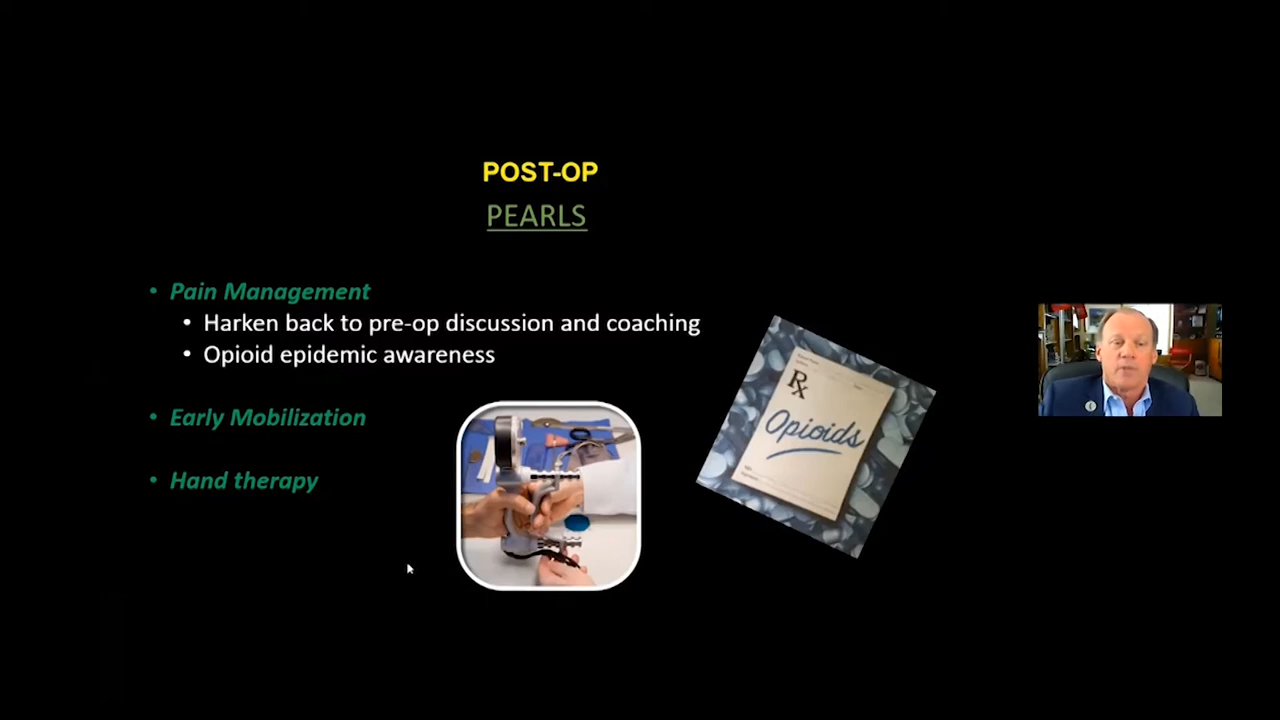 POST-OP
PEARLS
• Pain Management
• Harken back to pre-op discussion and coaching
• Opioid epidemic awareness
• Early Mobilization
• Hand therapy
Rx
Opioids